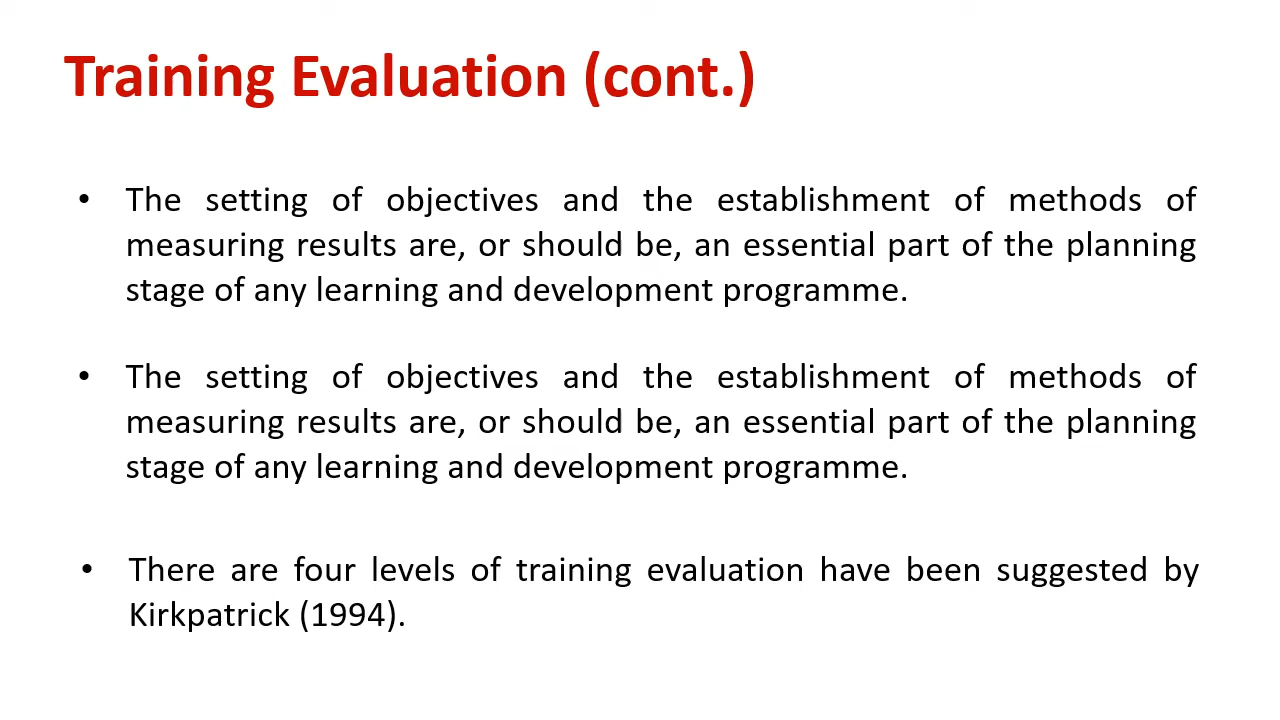 Training Evaluation (cont.)
• The setting of objectives and the establishment of methods of
measuring results are, or should be, an essential part of the planning
stage of any learning and development programme.
• The setting of objectives and the establishment of methods of
measuring results are, or should be, an essential part of the planning
stage of any learning and development programme.
• There are four levels of training evaluation have been suggested by
Kirkpatrick (1994).